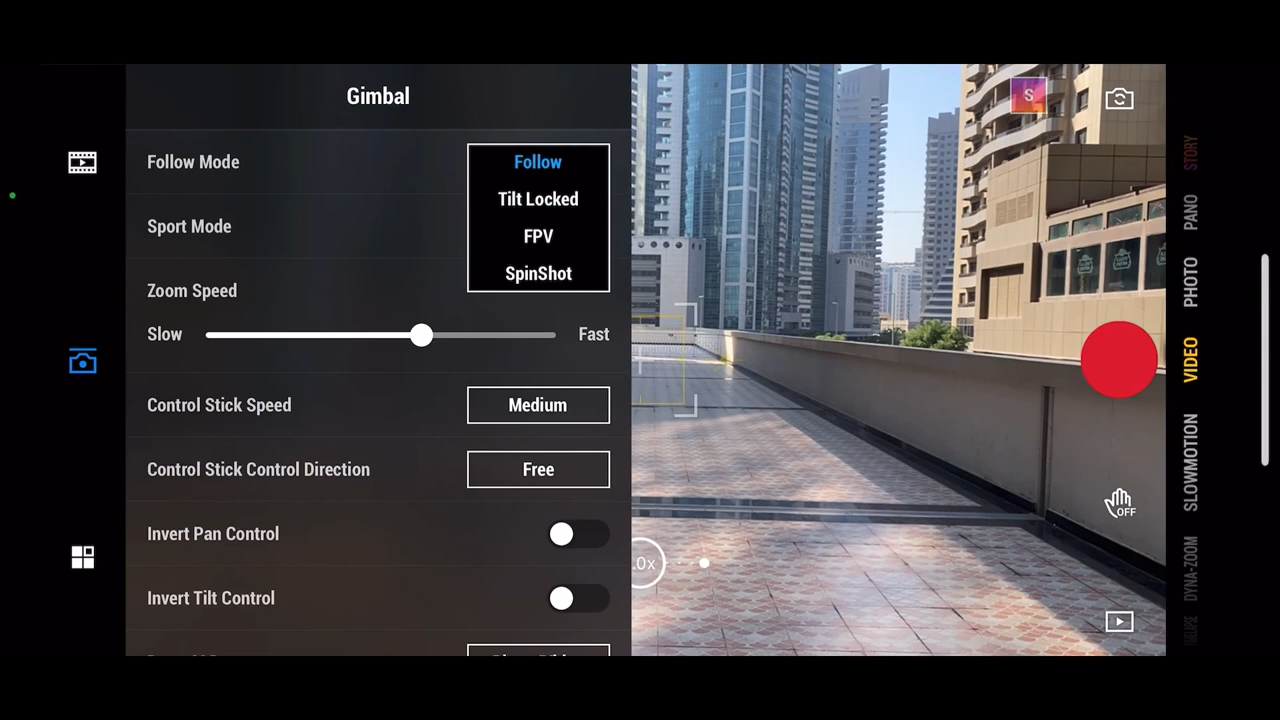 Gimbal
Follow Mode
Follow
Tilt Locked
FPV
SpinShot
Sport Mode
Zoom Speed
Slow
Fast
Control Stick Speed
Medium
Control Stick Control Direction
Free
Invert Pan Control
Invert Tilt Control
.0x
S
OFF
STORY
PANO
PHOTO
VIDEO
SLOWMOTION
DYNA-ZOOM